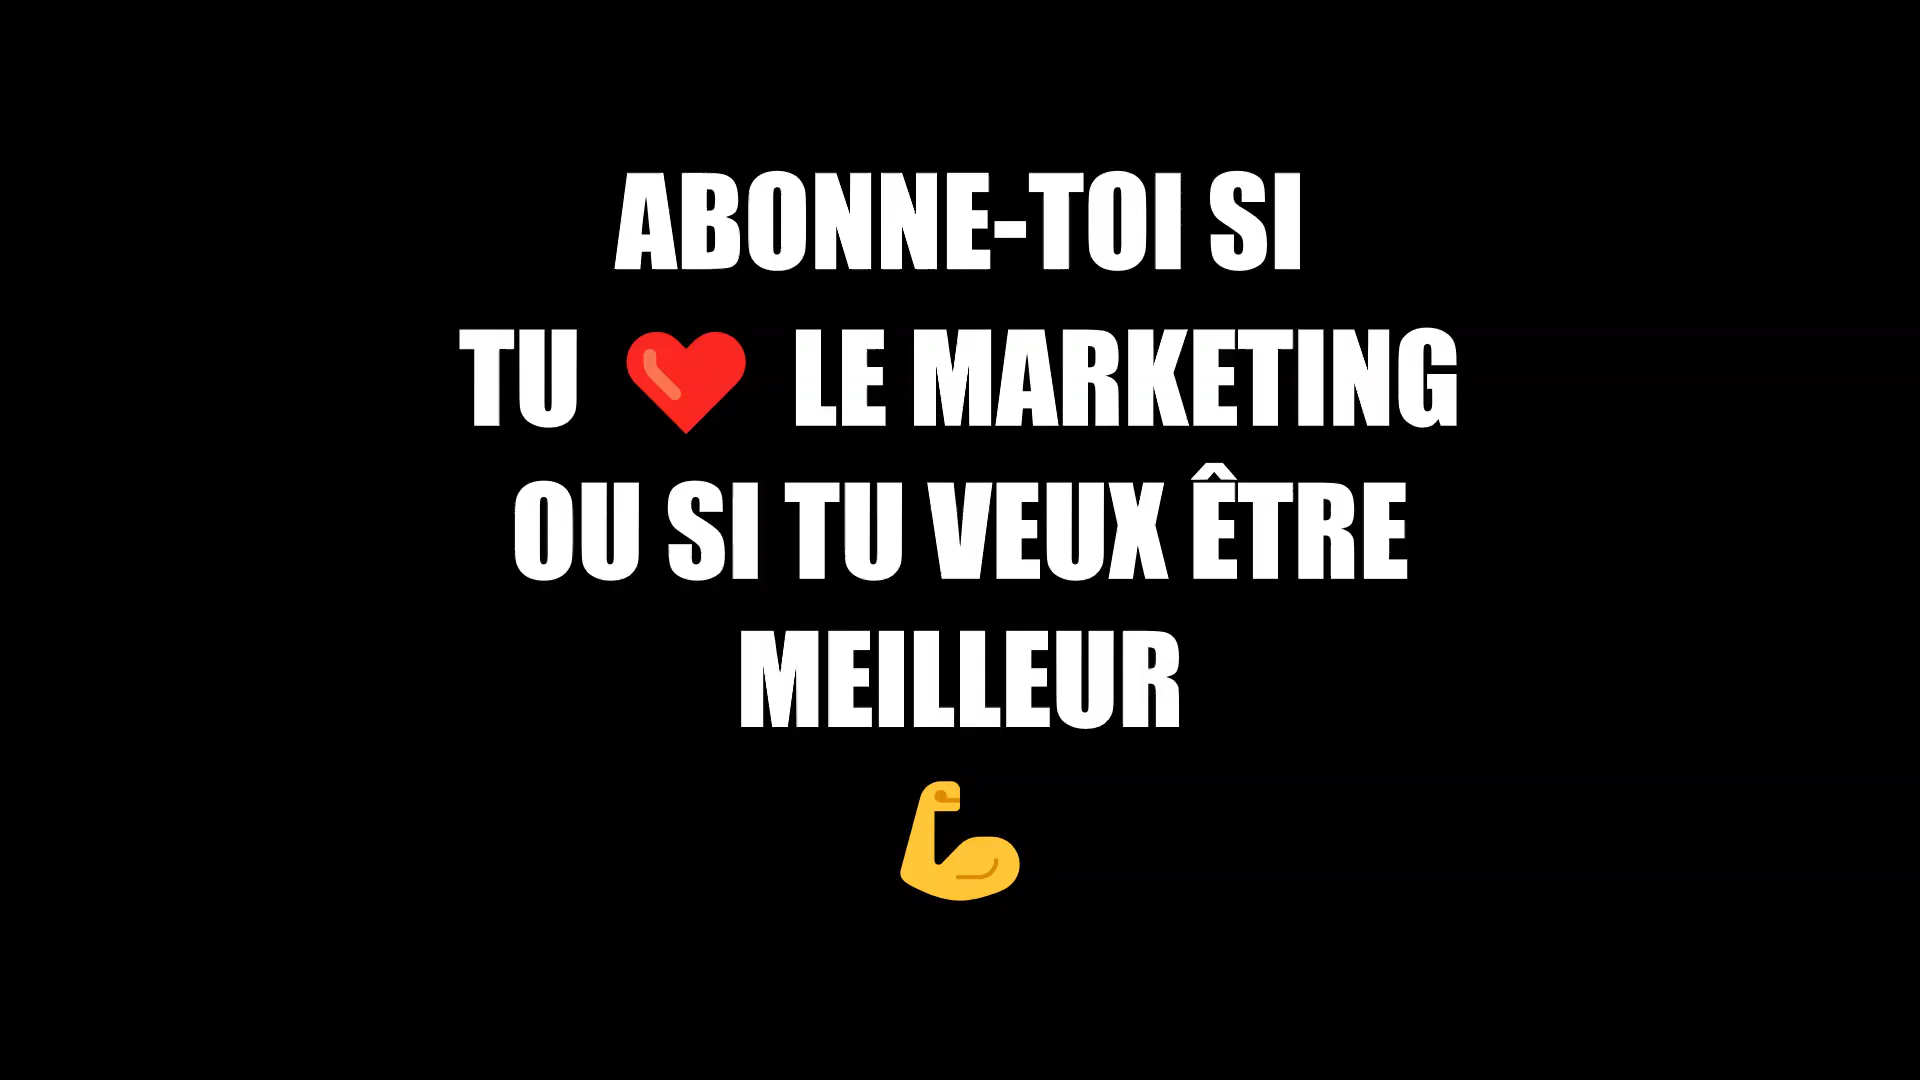 ABONNE-TOI SI
TU ❤️ LE MARKETING
OU SI TU VEUX ÊTRE
MEILLEUR
💪